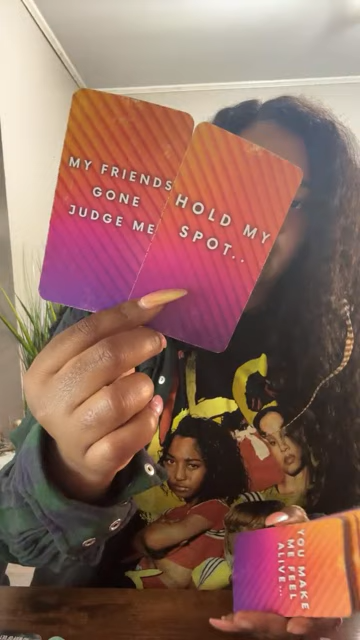 MY FRIENDS
GONE
JUDGE ME
HOLD MY
SPOT..
YOU MAKE
ME FEEL
ALIVE...